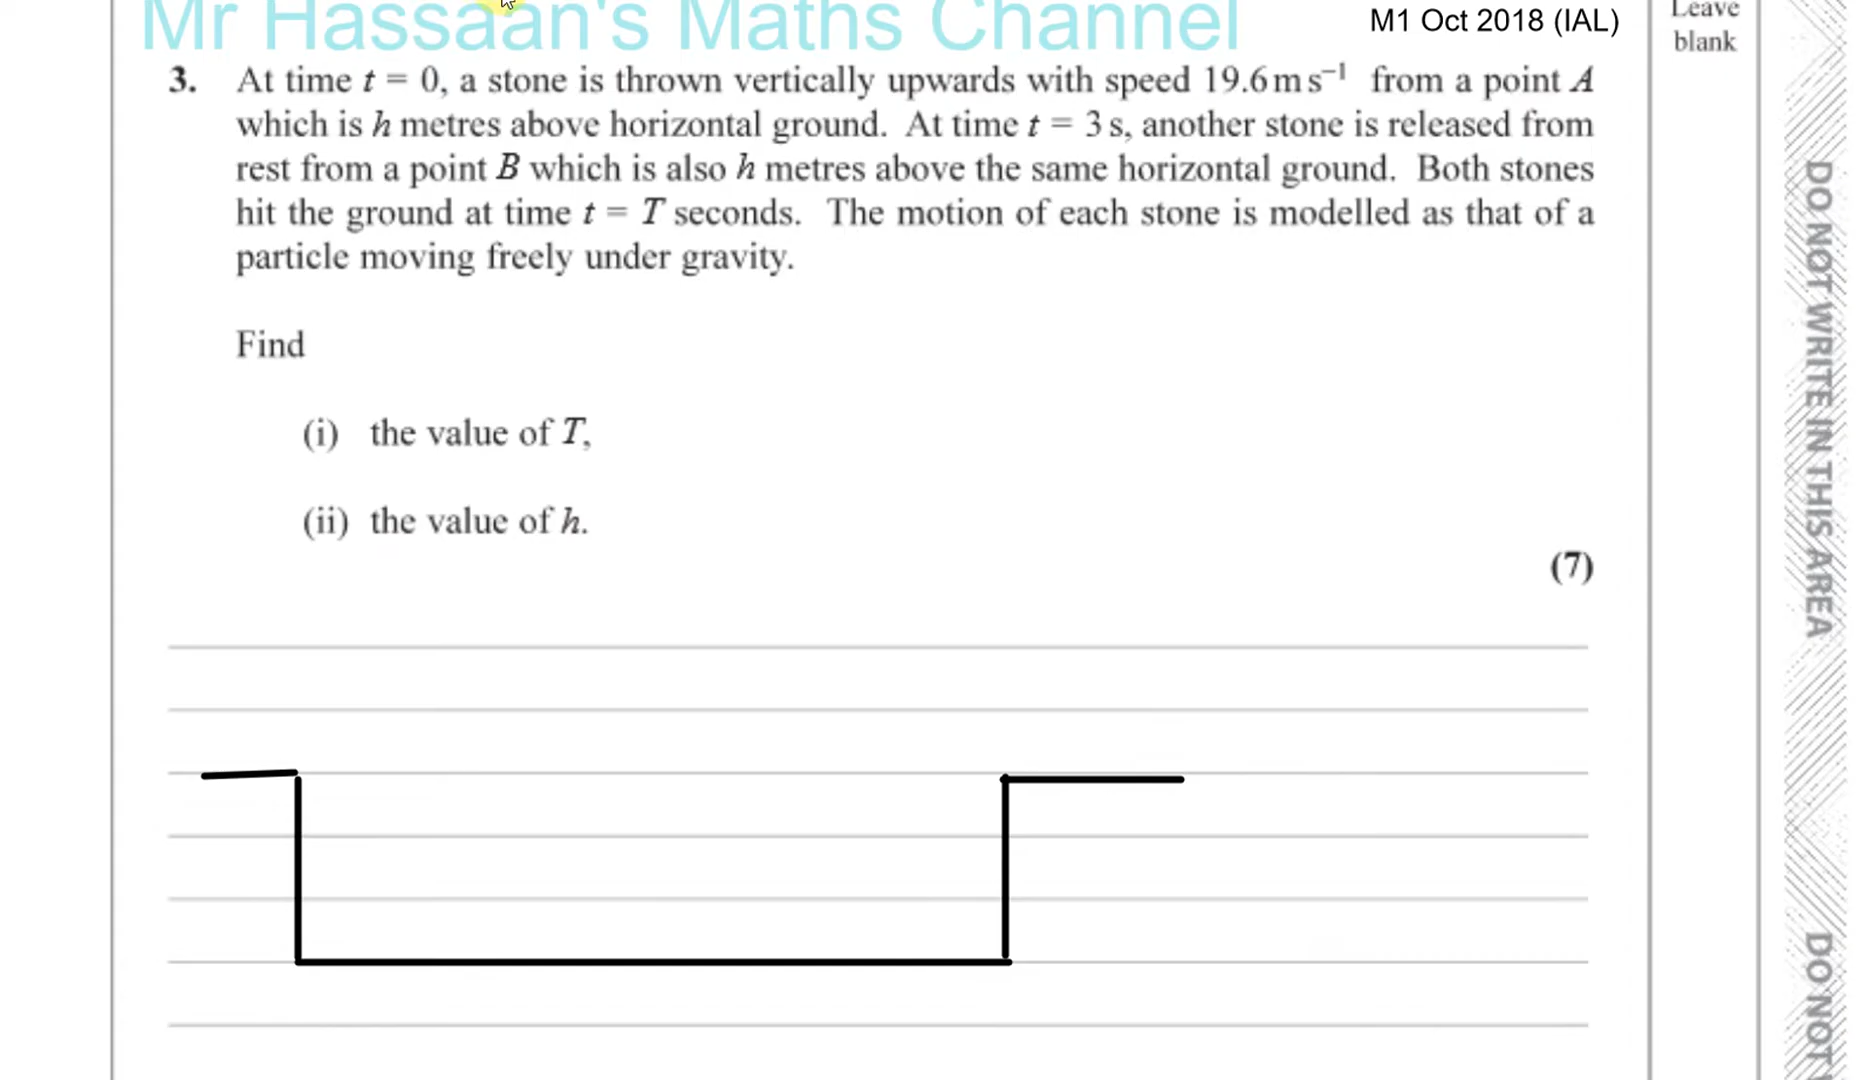 Mr Hassaan's Maths Channel
M1 Oct 2018 (IAL)
Leave
blank
3. At time t = 0, a stone is thrown vertically upwards with speed 19.6 m s⁻¹ from a point A
which is h metres above horizontal ground. At time t = 3 s, another stone is released from
rest from a point B which is also h metres above the same horizontal ground. Both stones
hit the ground at time t = T seconds. The motion of each stone is modelled as that of a
particle moving freely under gravity.
Find
(i) the value of T,
(ii) the value of h.
(7)
DO NOT WRITE IN THIS AREA
DO NOT